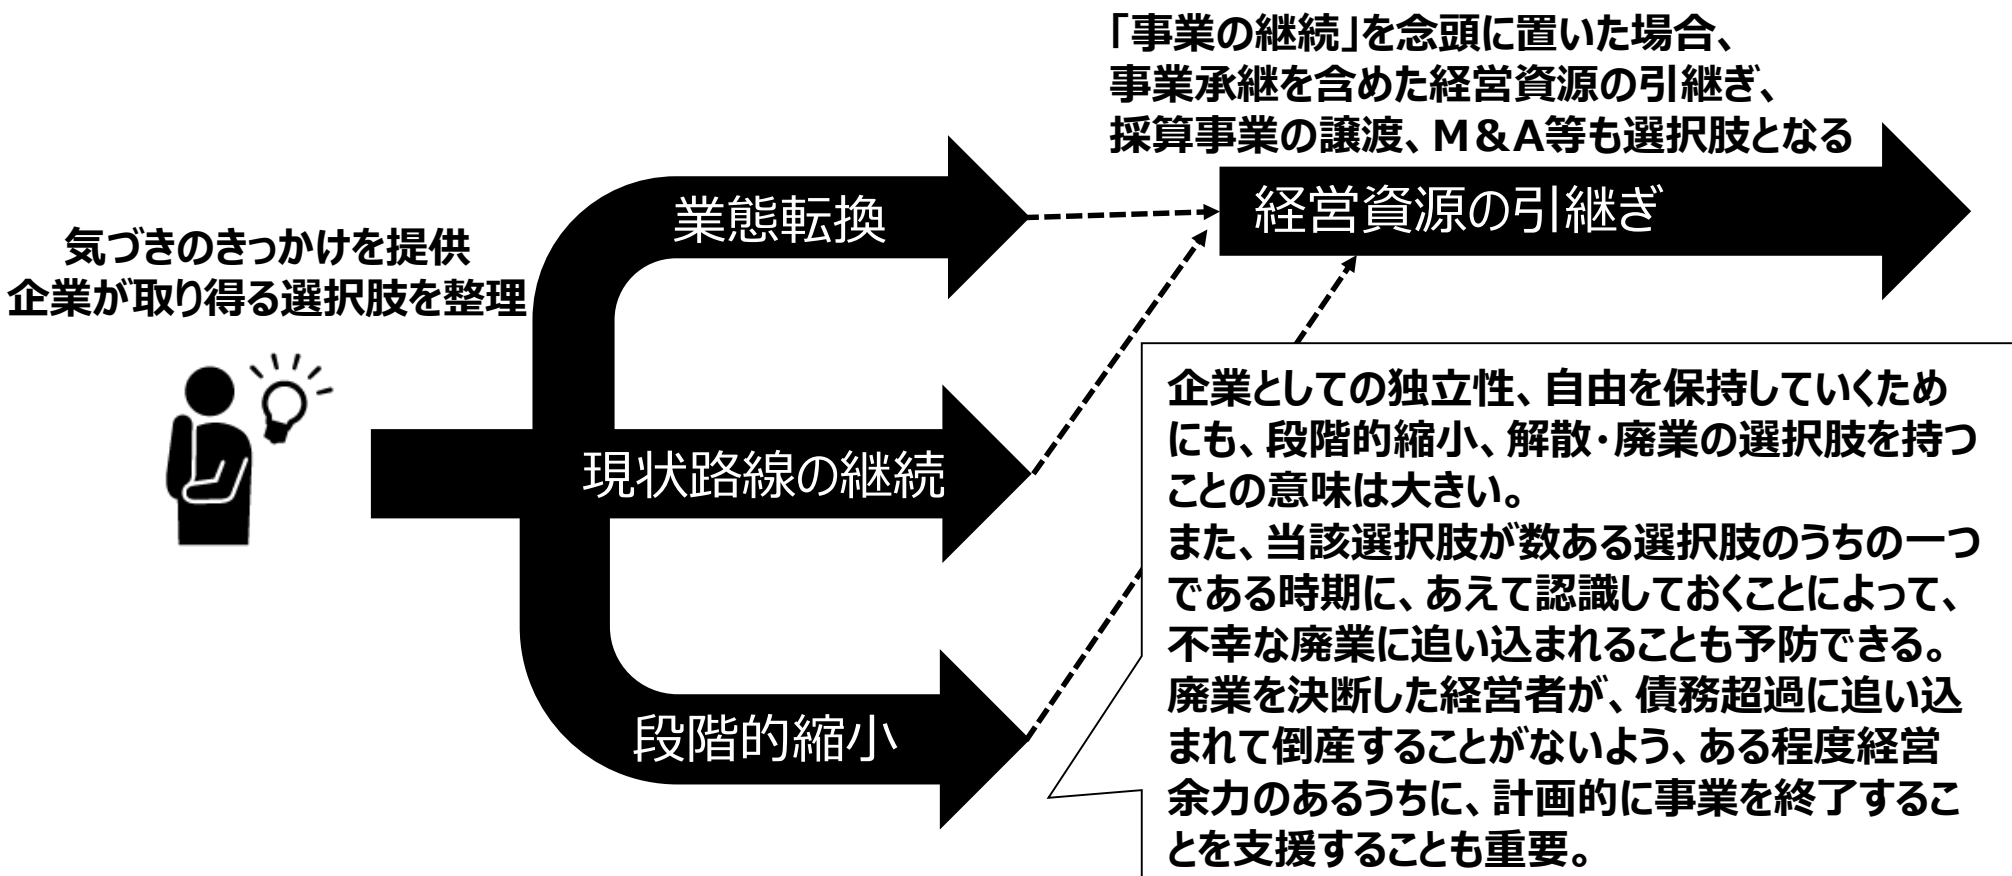 「事業の継続」を念頭に置いた場合、
事業承継を含めた経営資源の引継ぎ、
採算事業の譲渡、M&A等も選択肢となる
経営資源の引継ぎ
業態転換
気づきのきっかけを提供
企業が取り得る選択肢を整理
現状路線の継続
段階的縮小
企業としての独立性、自由を保持していくため
にも、段階的縮小、解散・廃業の選択肢を持つ
ことの意味は大きい。
また、当該選択肢が数ある選択肢のうちの一つ
である時期に、あえて認識しておくことによって、
不幸な廃業に追い込まれることも予防できる。
廃業を決断した経営者が、債務超過に追い込
まれて倒産することがないよう、ある程度経営
余力のあるうちに、計画的に事業を終了するこ
とを支援することも重要。